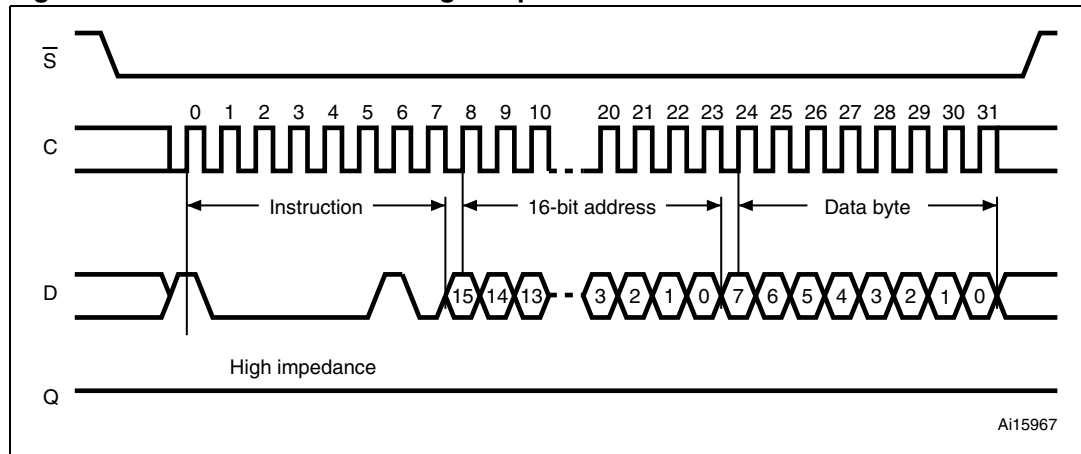 S
0 1 2 3 4 5 6 7 8 9 10 20 21 22 23 24 25 26 27 28 29 30 31
C
Instruction 16-bit address Data byte
D 15 14 13 3 2 1 0 7 6 5 4 3 2 1 0
High impedance
Q
Ai15967